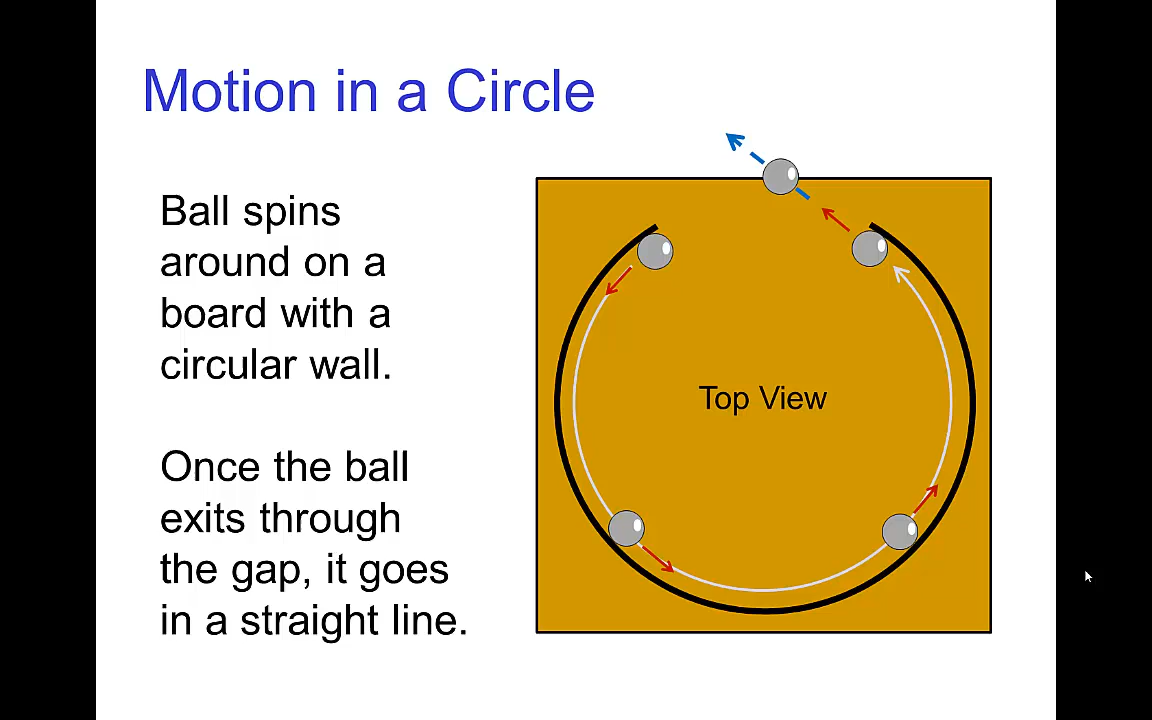 Motion in a Circle
Ball spins
around on a
board with a
circular wall.
Once the ball
exits through
the gap, it goes
in a straight line.
Top View